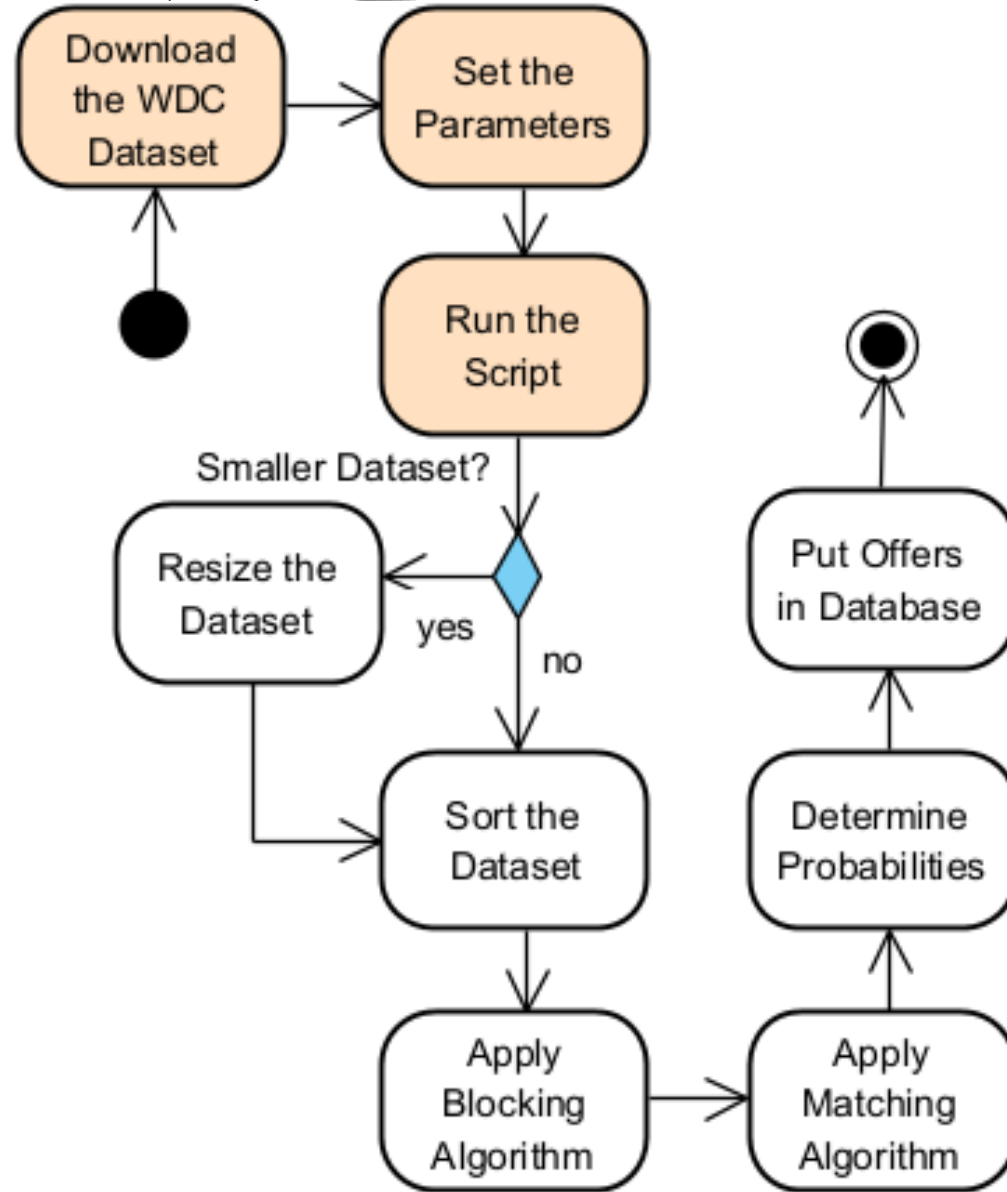 Download
the WDC
Dataset
Set the
Parameters
Run the
Script
Smaller Dataset?
Resize the
Dataset
yes
no
Sort the
Dataset
Apply
Blocking
Algorithm
Apply
Matching
Algorithm
Determine
Probabilities
Put Offers
in Database